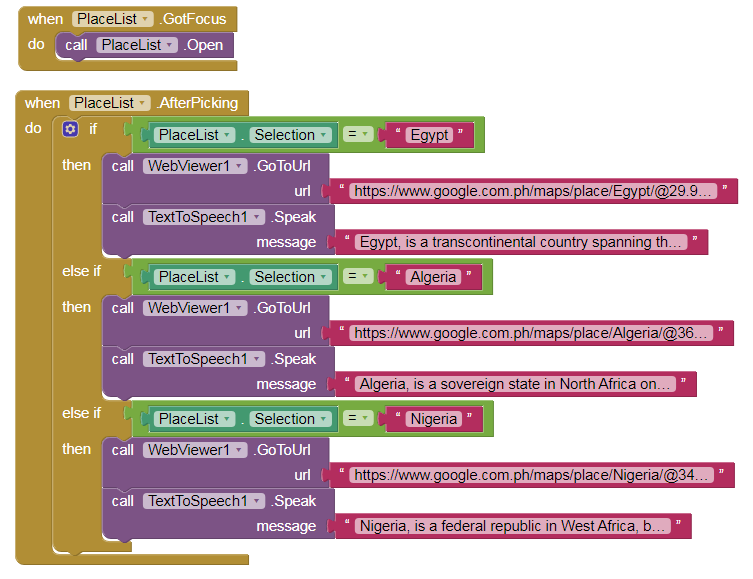 when PlaceList .GotFocus
do call PlaceList .Open
when PlaceList .AfterPicking
do if PlaceList . Selection = “ Egypt ”
then call WebViewer1 .GoToUrl
url “ https://www.google.com.ph/maps/place/Egypt/@29.9... ”
call TextToSpeech1 .Speak
message “ Egypt, is a transcontinental country spanning th... ”
else if PlaceList . Selection = “ Algeria ”
then call WebViewer1 .GoToUrl
url “ https://www.google.com.ph/maps/place/Algeria/@36... ”
call TextToSpeech1 .Speak
message “ Algeria, is a sovereign state in North Africa on... ”
else if PlaceList . Selection = “ Nigeria ”
then call WebViewer1 .GoToUrl
url “ https://www.google.com.ph/maps/place/Nigeria/@34... ”
call TextToSpeech1 .Speak
message “ Nigeria, is a federal republic in West Africa, b... ”